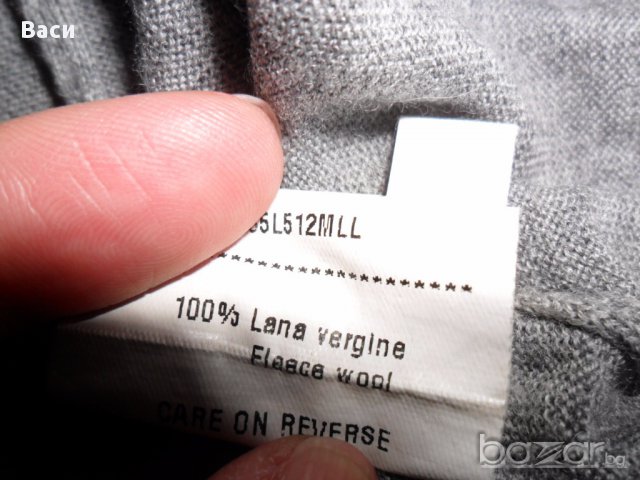 Васи
5L512MLL
***********************
100% Lana vergine
Fleece wool
CARE ON REVERSE
bazar.bg